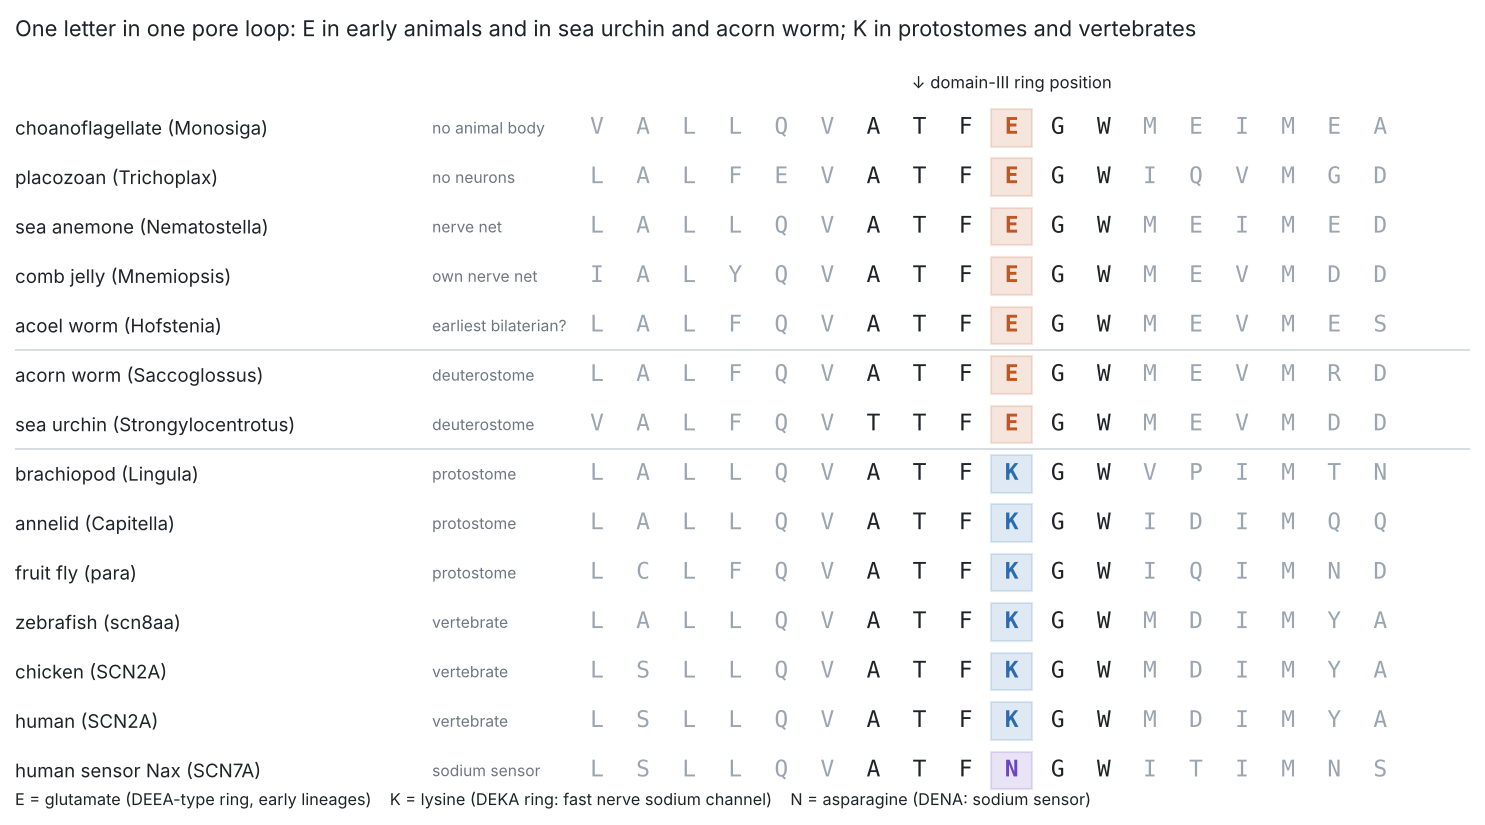 One letter in one pore loop: E in early animals and in sea urchin and acorn worm; K in protostomes and vertebrates
↓ domain-III ring position
choanoflagellate (Monosiga) no animal body V A L L Q V A T F E G W M E I M E A
placozoan (Trichoplax) no neurons L A L F E V A T F E G W I Q V M G D
sea anemone (Nematostella) nerve net L A L L Q V A T F E G W M E I M E D
comb jelly (Mnemiopsis) own nerve net I A L Y Q V A T F E G W M E V M D D
acoel worm (Hofstenia) earliest bilaterian? L A L F Q V A T F E G W M E V M E S
acorn worm (Saccoglossus) deuterostome L A L F Q V A T F E G W M E V M R D
sea urchin (Strongylocentrotus) deuterostome V A L F Q V T T F E G W M E V M D D
brachiopod (Lingula) protostome L A L L Q V A T F K G W V P I M T N
annelid (Capitella) protostome L A L L Q V A T F K G W I D I M Q Q
fruit fly (para) protostome L C L F Q V A T F K G W I Q I M N D
zebrafish (scn8aa) vertebrate L A L L Q V A T F K G W M D I M Y A
chicken (SCN2A) vertebrate L S L L Q V A T F K G W M D I M Y A
human (SCN2A) vertebrate L S L L Q V A T F K G W M D I M Y A
human sensor Nax (SCN7A) sodium sensor L S L L Q V A T F N G W I T I M N S
E = glutamate (DEEA-type ring, early lineages) K = lysine (DEKA ring: fast nerve sodium channel) N = asparagine (DENA: sodium sensor)